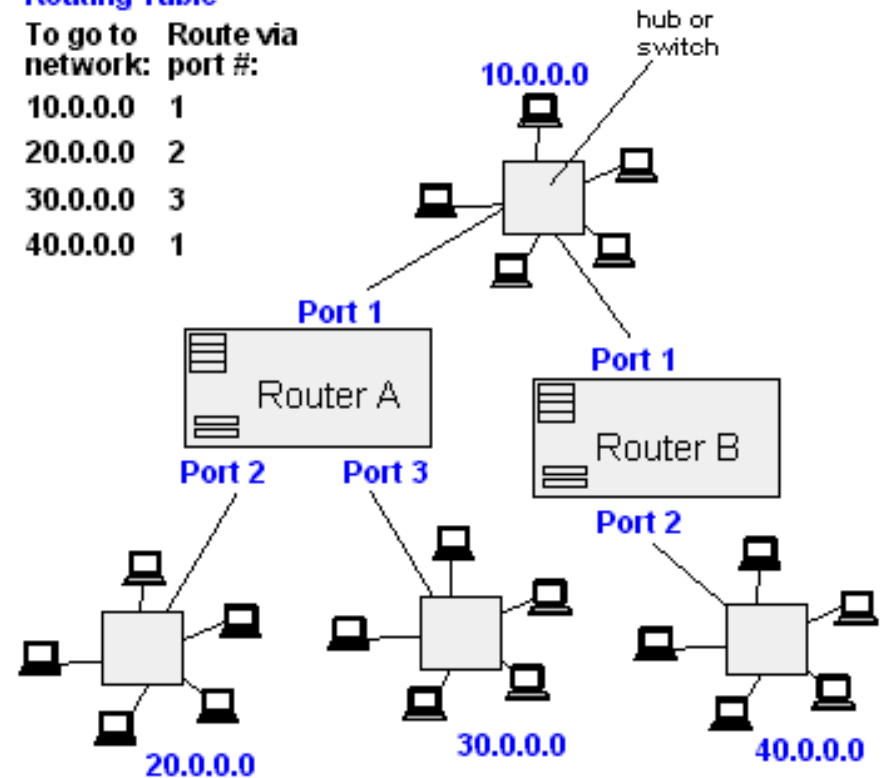 Routing Table
To go to Route via
network: port #:
10.0.0.0 1
20.0.0.0 2
30.0.0.0 3
40.0.0.0 1
hub or
switch
10.0.0.0
Port 1
Router A
Port 2
Port 3
Port 1
Router B
Port 2
20.0.0.0
30.0.0.0
40.0.0.0